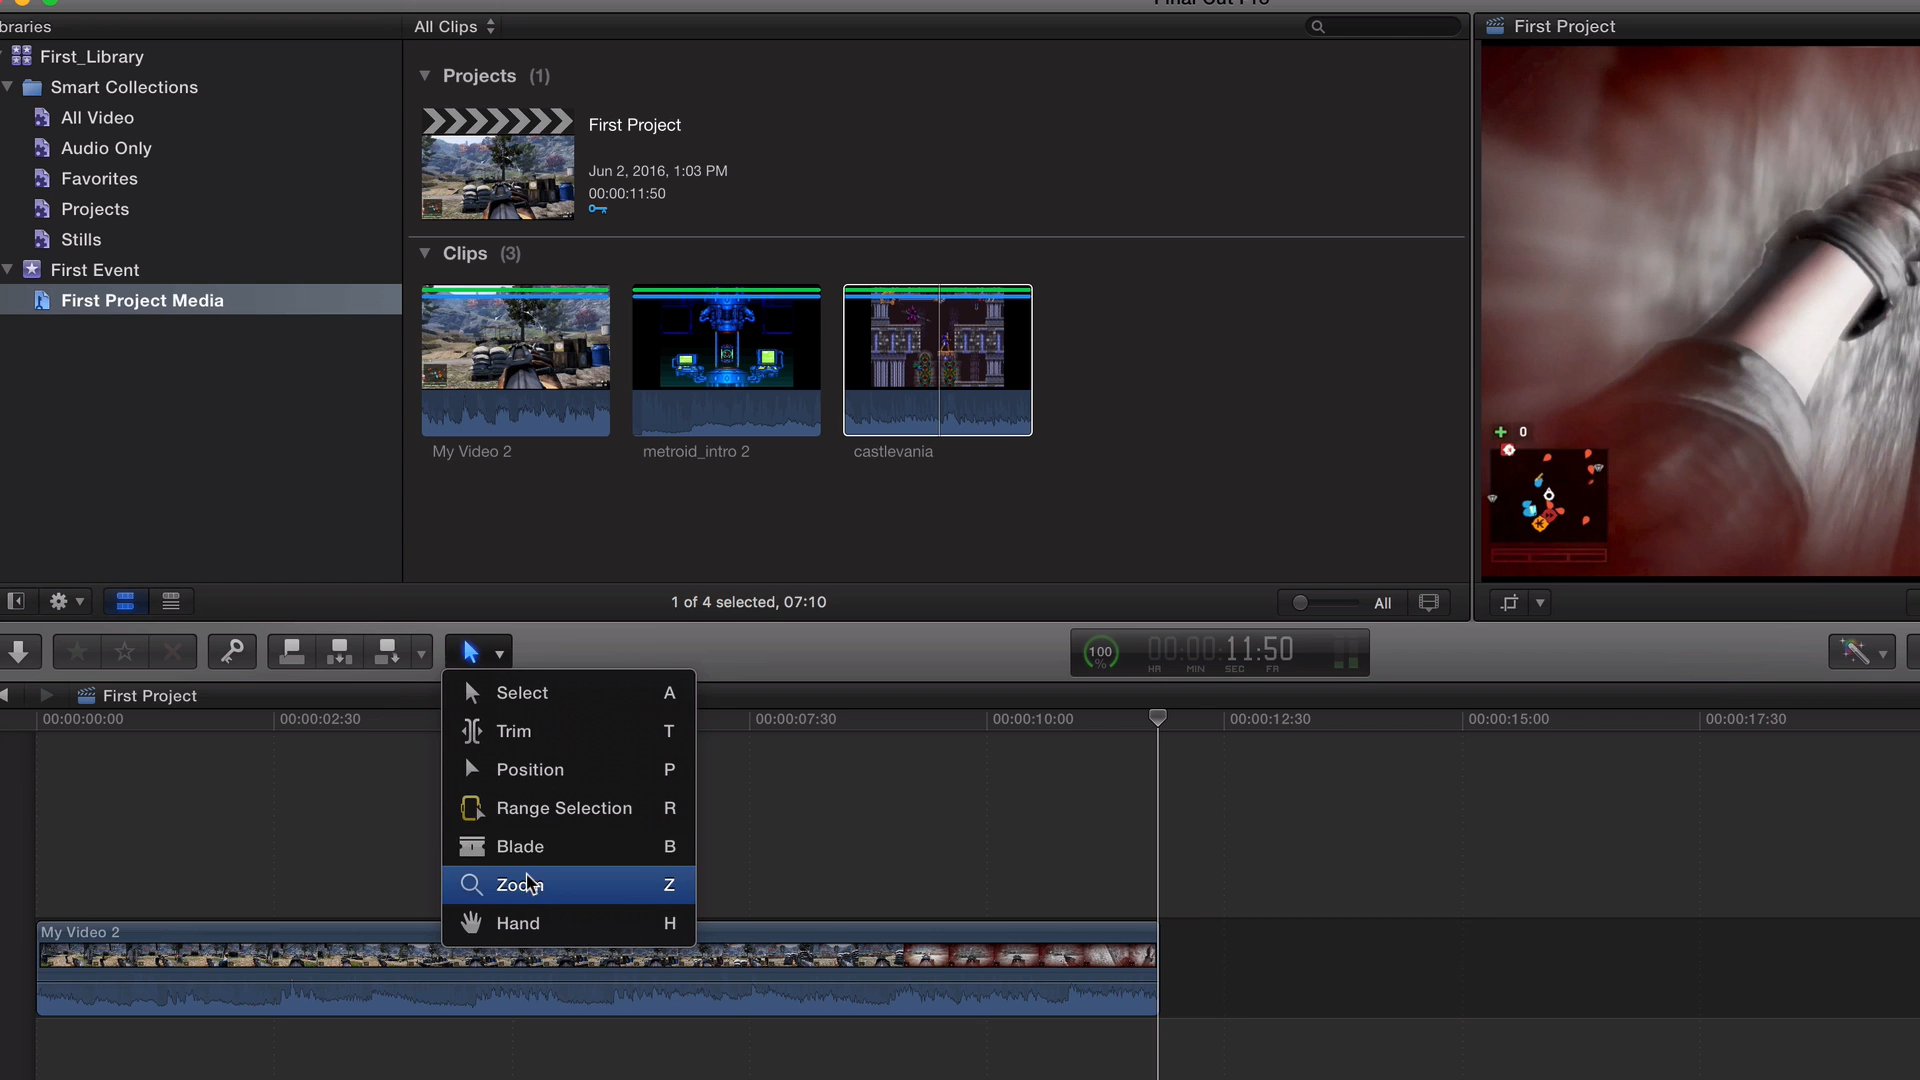 Final Cut Pro
braries
All Clips
First Project
First_Library
Smart Collections
All Video
Audio Only
Favorites
Projects
Stills
First Event
First Project Media
Projects (1)
First Project
Jun 2, 2016, 1:03 PM
00:00:11:50
Clips (3)
My Video 2
metroid_intro 2
castlevania
0
1 of 4 selected, 07:10
All
100
%
00:00:11:50
HR MIN SEC FR
First Project
Select A
Trim T
Position P
Range Selection R
Blade B
Zoom Z
Hand H
00:00:00:00
00:00:02:30
00:00:07:30
00:00:10:00
00:00:12:30
00:00:15:00
00:00:17:30
My Video 2